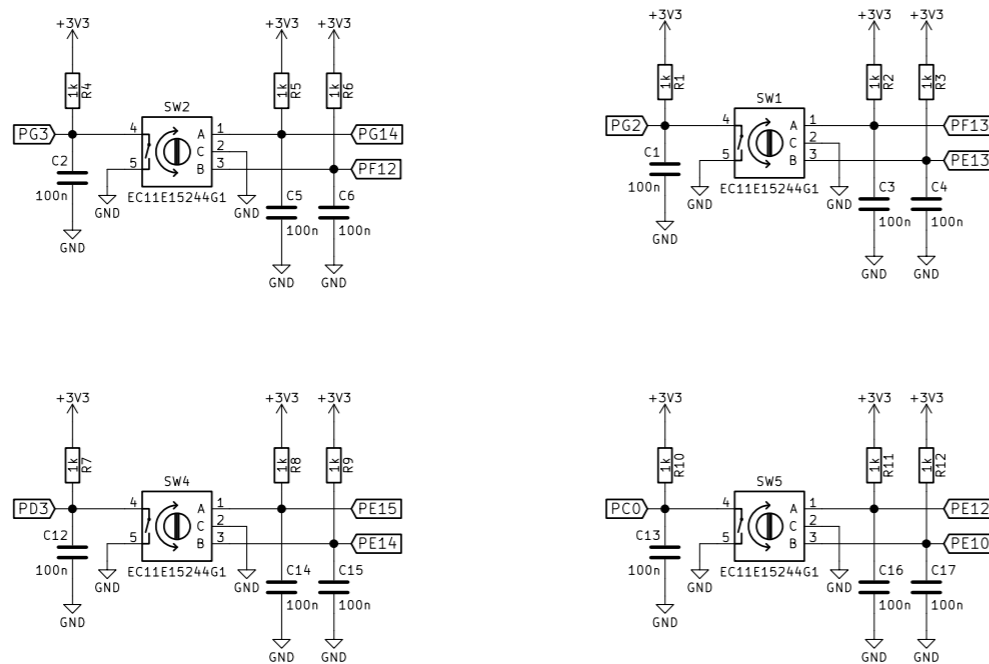 +3V3 +3V3 +3V3
1k R4 1k R5 1k R6
SW2
PG3 4 A 1 PG14
C 2
C2 5 B 3 PF12
100n EC11E15244G1
GND GND C5 C6
100n 100n
GND
GND GND
+3V3 +3V3 +3V3
1k R1 1k R2 1k R3
SW1
PG2 4 A 1 PF13
C 2
C1 5 B 3 PE13
100n EC11E15244G1
GND GND C3 C4
100n 100n
GND
GND GND
+3V3 +3V3 +3V3
1k R7 1k R8 1k R9
SW4
PD3 4 A 1 PE15
C 2
C12 5 B 3 PE14
100n EC11E15244G1
GND GND C14 C15
100n 100n
GND
GND GND
+3V3 +3V3 +3V3
1k R10 1k R11 1k R12
SW5
PC0 4 A 1 PE12
C 2
C13 5 B 3 PE10
100n EC11E15244G1
GND GND C16 C17
100n 100n
GND
GND GND